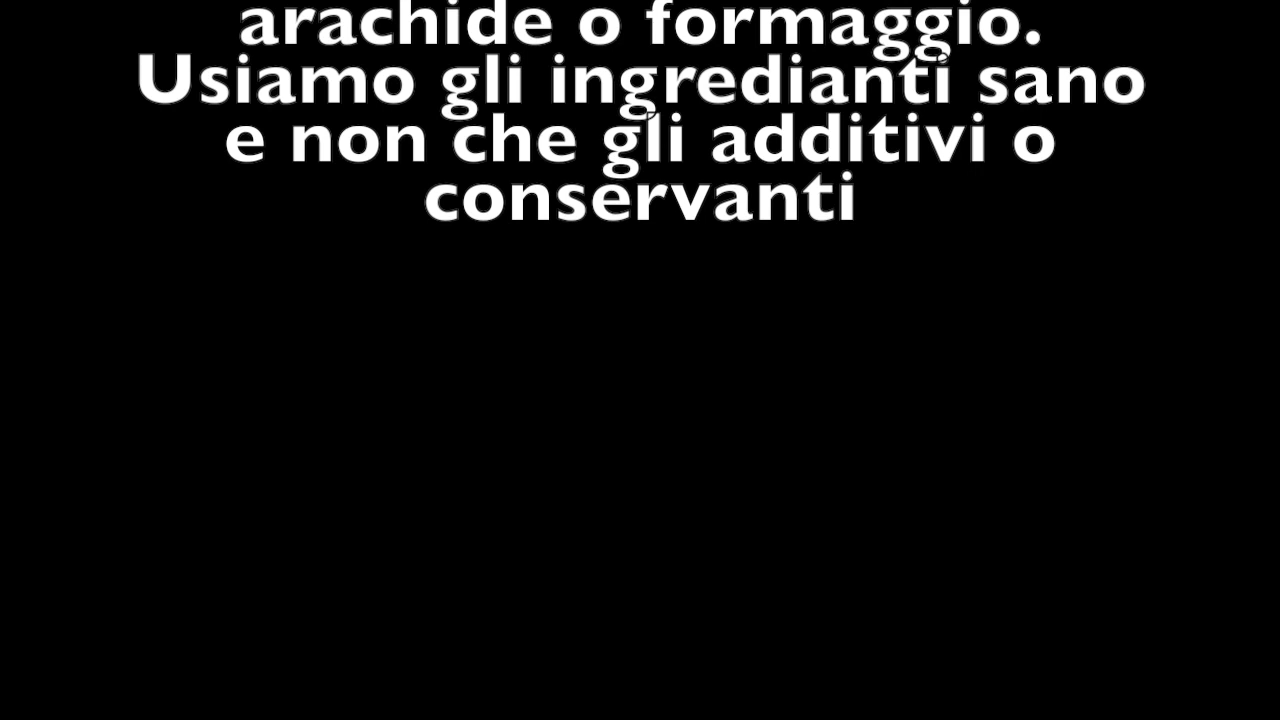 arachide o formaggio.
Usiamo gli ingredianti sano
e non che gli additivi o
conservanti